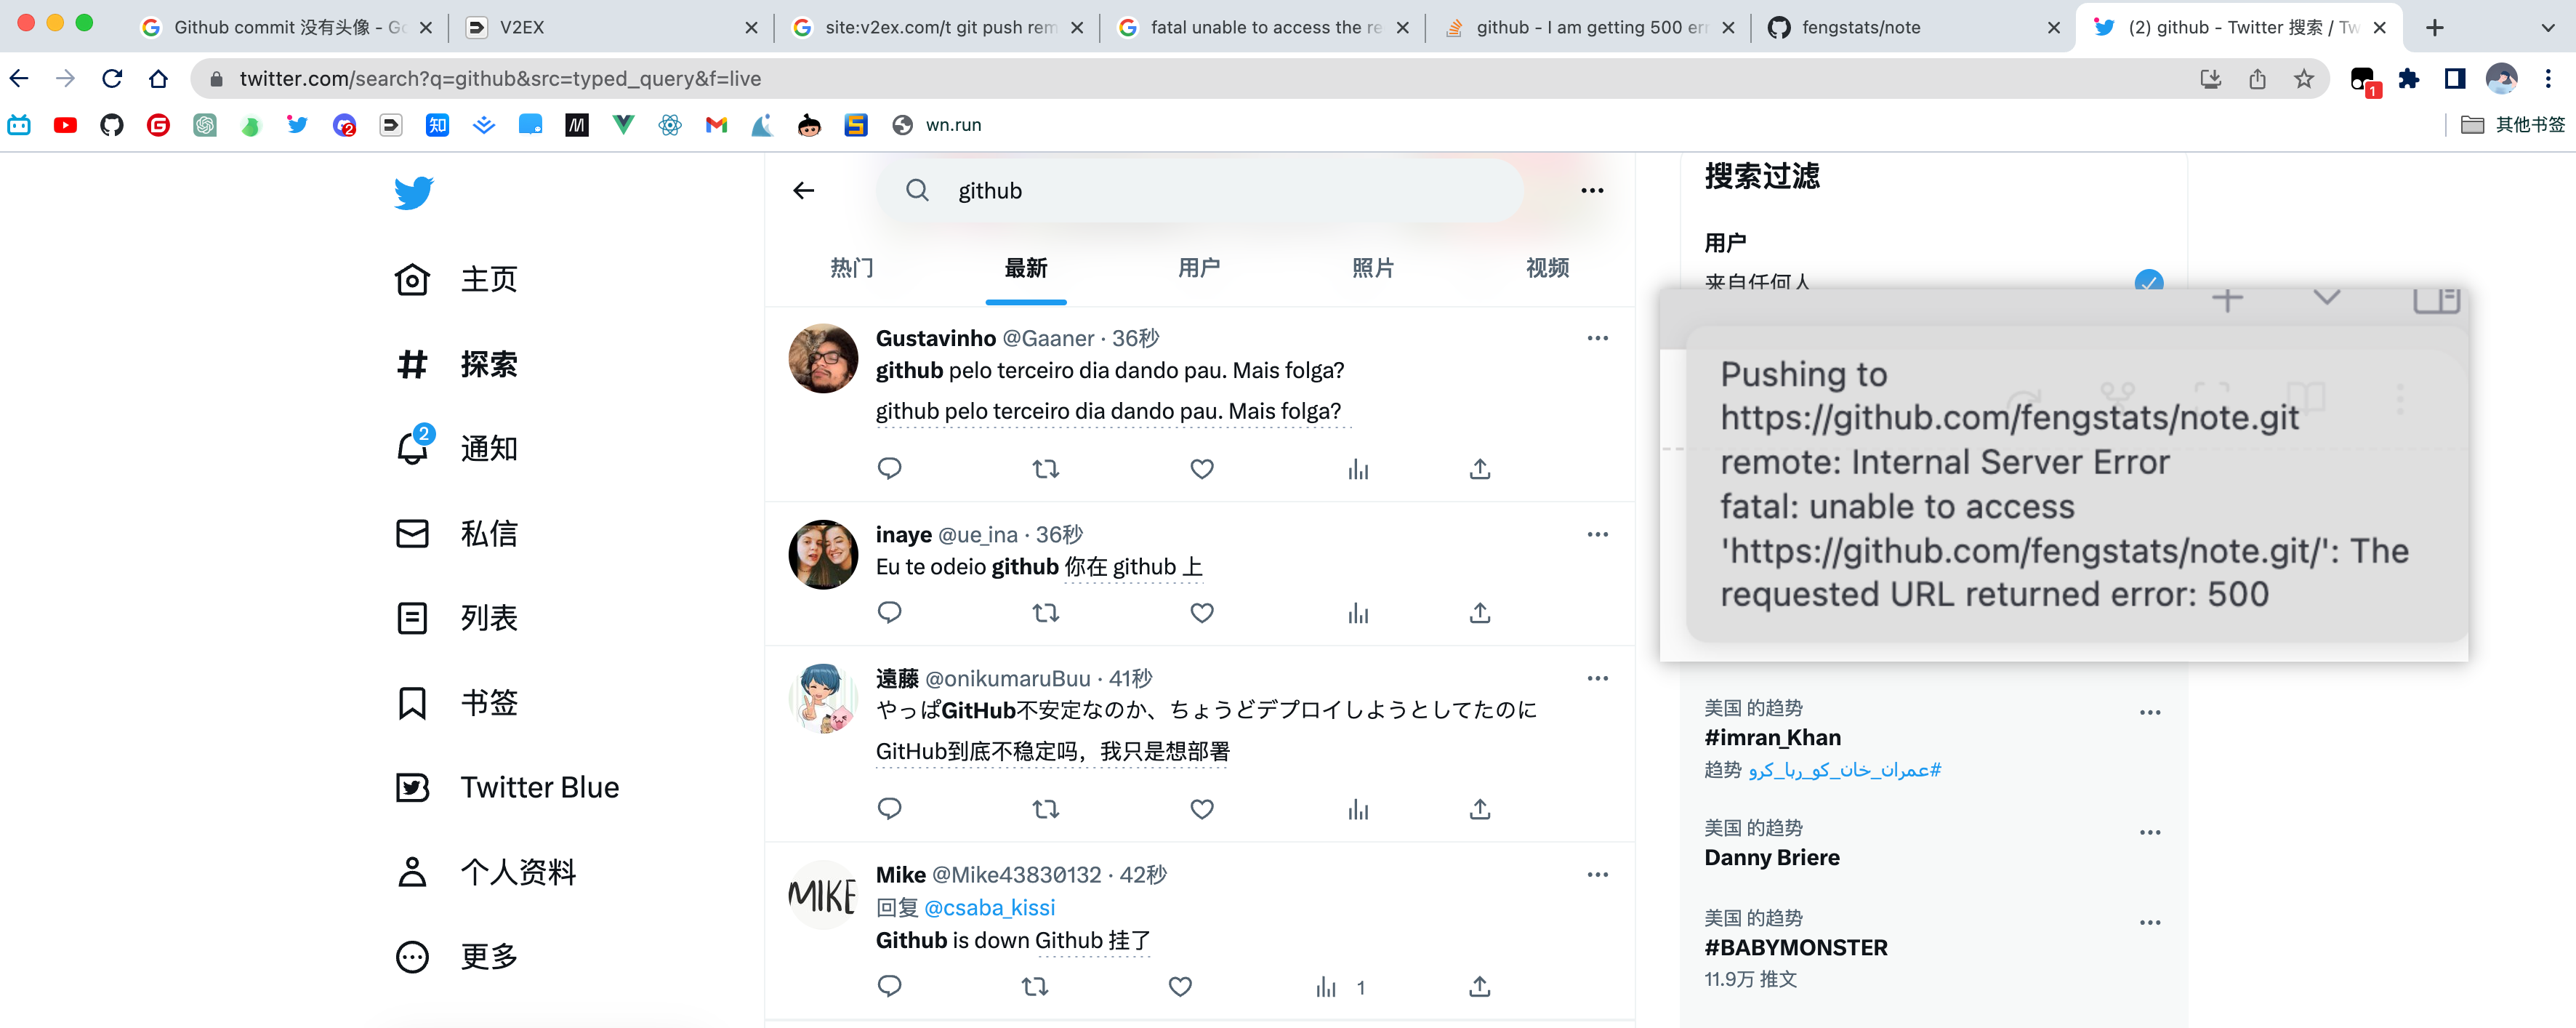 Github commit 没有头像 - Go
V2EX
site:v2ex.com/t git push rem
fatal unable to access the re
github - I am getting 500 err
fengstats/note
(2) github - Twitter 搜索 / Tw
twitter.com/search?q=github&src=typed_query&f=live
1
2
知
wn.run
其他书签
主页
探索
2
通知
私信
列表
书签
Twitter Blue
个人资料
更多
github
热门
最新
用户
照片
视频
Gustavinho @Gaaner · 36秒
github pelo terceiro dia dando pau. Mais folga?
github pelo terceiro dia dando pau. Mais folga?
inaye @ue_ina · 36秒
Eu te odeio github 你在 github 上
遠藤 @onikumaruBuu · 41秒
やっぱGitHub不安定なのか、ちょうどデプロイしようとしてたのに
GitHub到底不稳定吗，我只是想部署
MIKE
Mike @Mike43830132 · 42秒
回复 @csaba_kissi
Github is down Github 挂了
1
搜索过滤
用户
来自任何人
Pushing to
https://github.com/fengstats/note.git
remote: Internal Server Error
fatal: unable to access
'https://github.com/fengstats/note.git/': The
requested URL returned error: 500
美国 的趋势
#imran_Khan
趋势 #عمران_خان_کو_رہا_کرو
美国 的趋势
Danny Briere
美国 的趋势
#BABYMONSTER
11.9万 推文